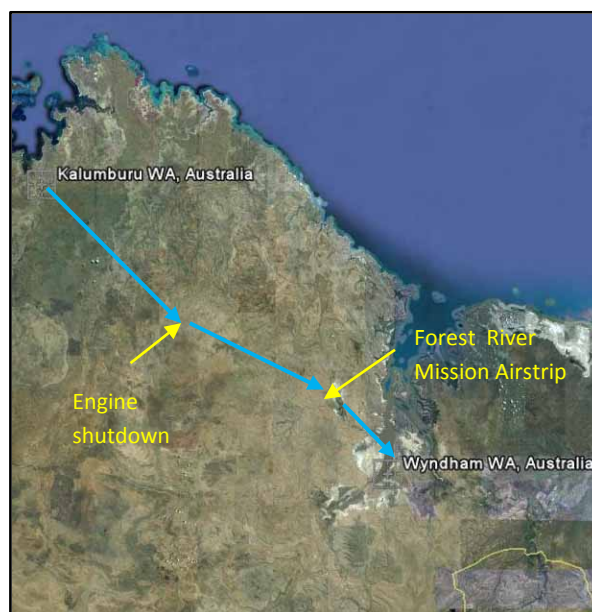 Kalumburu WA, Australia
Forest River
Mission Airstrip
Engine
shutdown
Wyndham WA, Australia